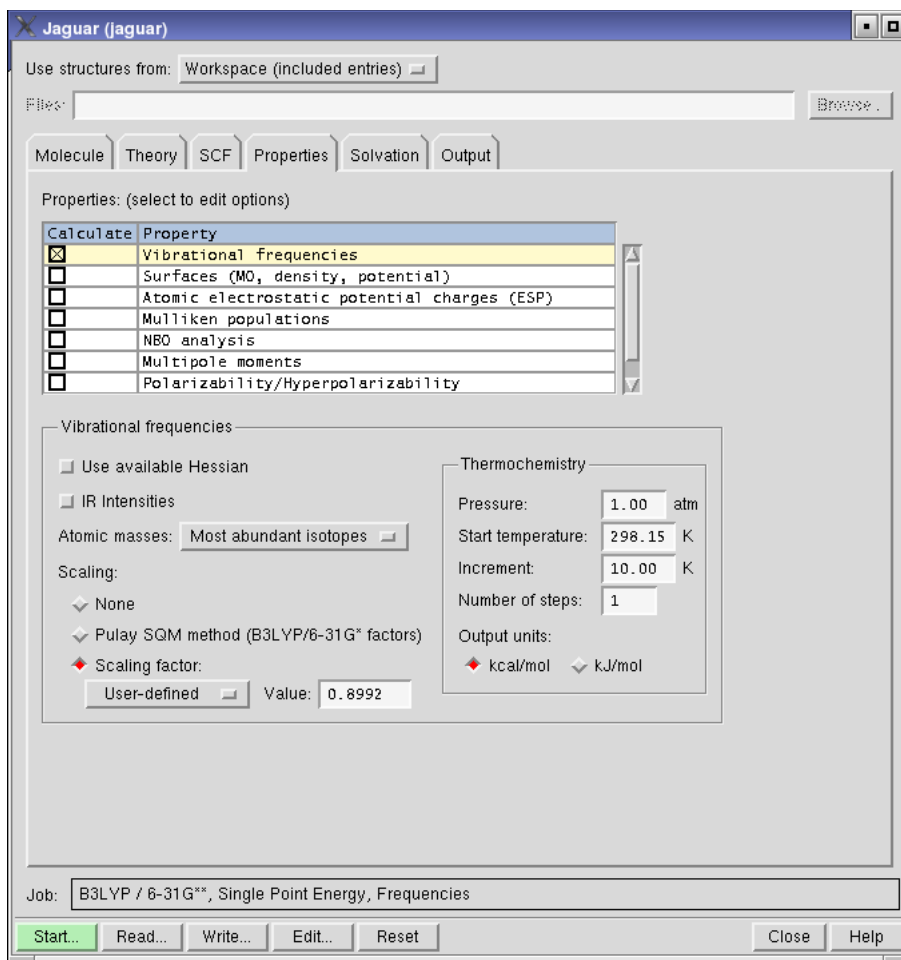 Jaguar (jaguar)
Use structures from: Workspace (included entries)
Files: Browse...
Molecule Theory SCF Properties Solvation Output
Properties: (select to edit options)
Calculate Property
Vibrational frequencies
Surfaces (MO, density, potential)
Atomic electrostatic potential charges (ESP)
Mulliken populations
NBO analysis
Multipole moments
Polarizability/Hyperpolarizability
Vibrational frequencies
Use available Hessian
IR Intensities
Atomic masses: Most abundant isotopes
Scaling:
None
Pulay SQM method (B3LYP/6-31G* factors)
Scaling factor:
User-defined Value: 0.8992
Thermochemistry
Pressure: 1.00 atm
Start temperature: 298.15 K
Increment: 10.00 K
Number of steps: 1
Output units:
kcal/mol kJ/mol
Job: B3LYP / 6-31G**, Single Point Energy, Frequencies
Start... Read... Write... Edit... Reset Close Help